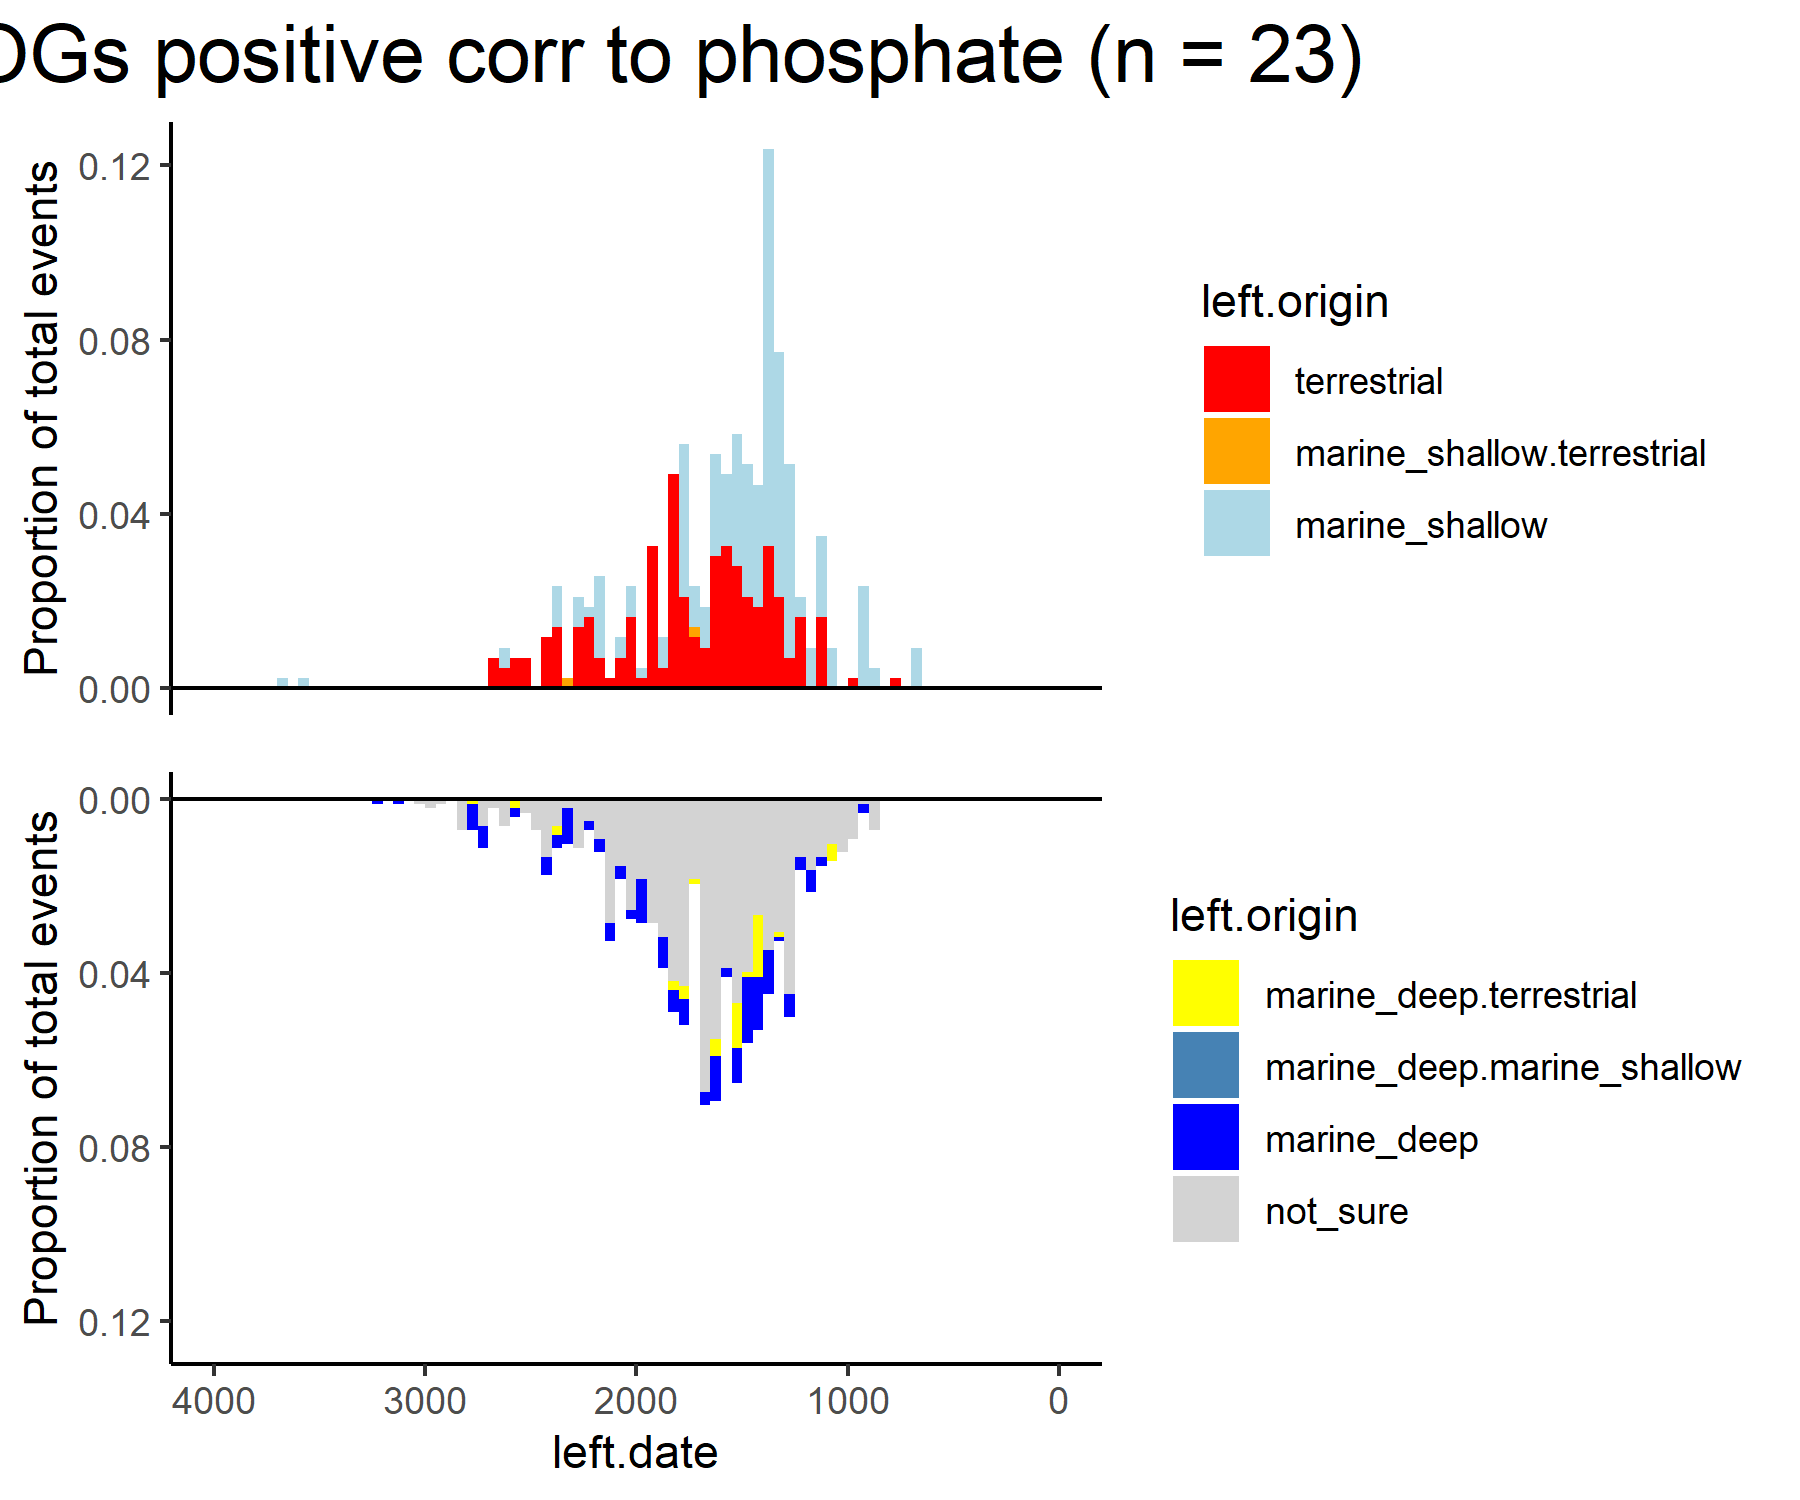 positive corr to phosphate (n = 23)
Proportion of total events
0.12
0.08
0.04
0.00
left.origin
terrestrial
marine_shallow.terrestrial
marine_shallow
Proportion of total events
0.00
0.04
0.08
0.12
left.origin
marine_deep.terrestrial
marine_deep.marine_shallow
marine_deep
not_sure
4000 3000 2000 1000 0
left.date